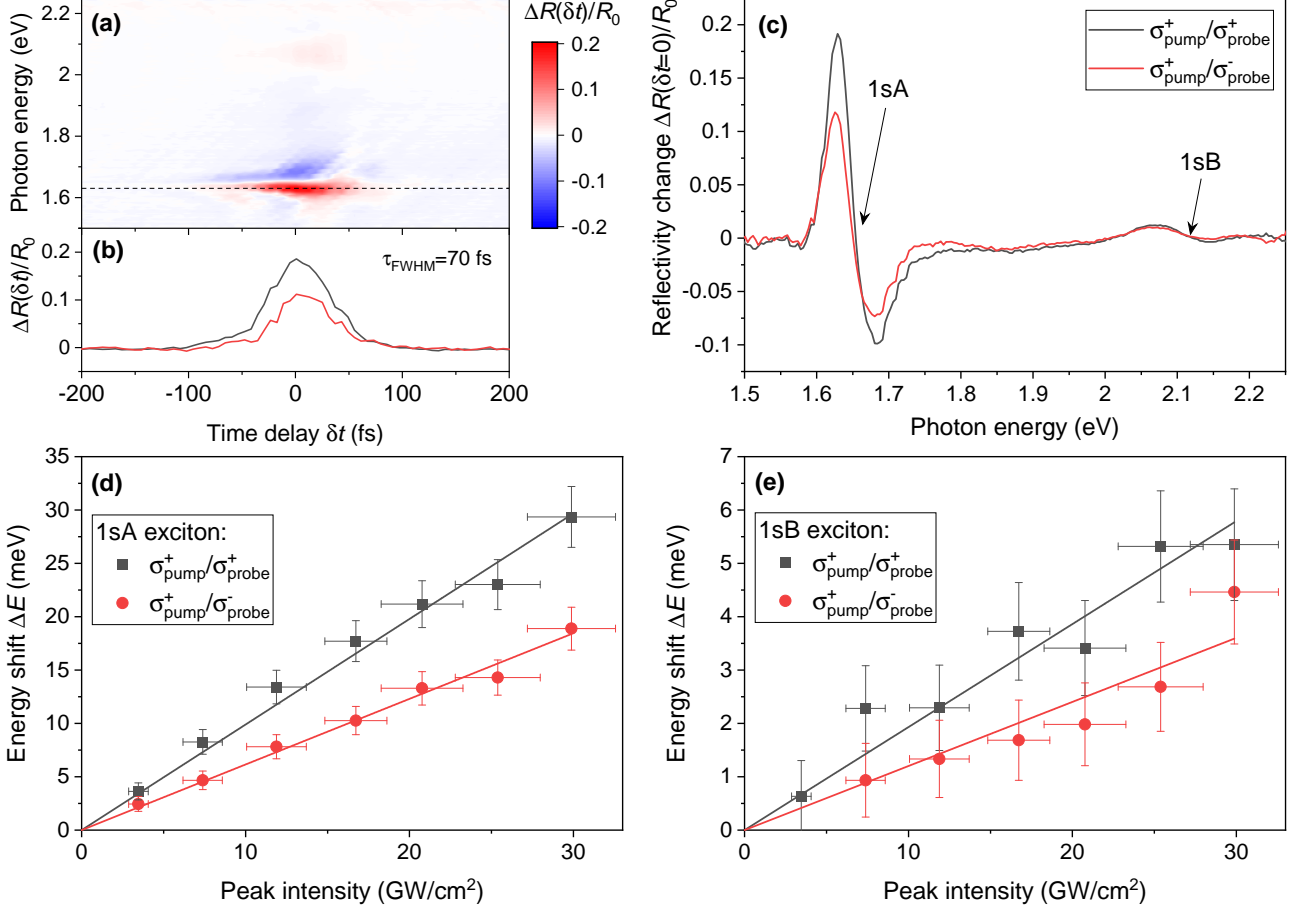 (a)
Photon energy (eV)
2.2
2.0
1.8
1.6
ΔR(δt)/R₀
0.2
0.1
0
-0.1
-0.2
(b)
τFWHM=70 fs
ΔR(δt)/R₀
0.2
0.1
0
-200 -100 0 100 200
Time delay δt (fs)
(c)
Reflectivity change ΔR(δt=0)/R₀
0.20
0.15
0.1
0.05
0
-0.05
-0.1
σ⁺pump/σ⁺probe
σ⁺pump/σ⁻probe
1sA
1sB
1.5 1.6 1.7 1.8 1.9 2 2.1 2.2
Photon energy (eV)
(d)
Energy shift ΔE (meV)
35
30
25
20
15
10
5
0
1sA exciton:
σ⁺pump/σ⁺probe
σ⁺pump/σ⁻probe
0 10 20 30
Peak intensity (GW/cm²)
(e)
Energy shift ΔE (meV)
7
6
5
4
3
2
1
0
1sB exciton:
σ⁺pump/σ⁺probe
σ⁺pump/σ⁻probe
0 10 20 30
Peak intensity (GW/cm²)